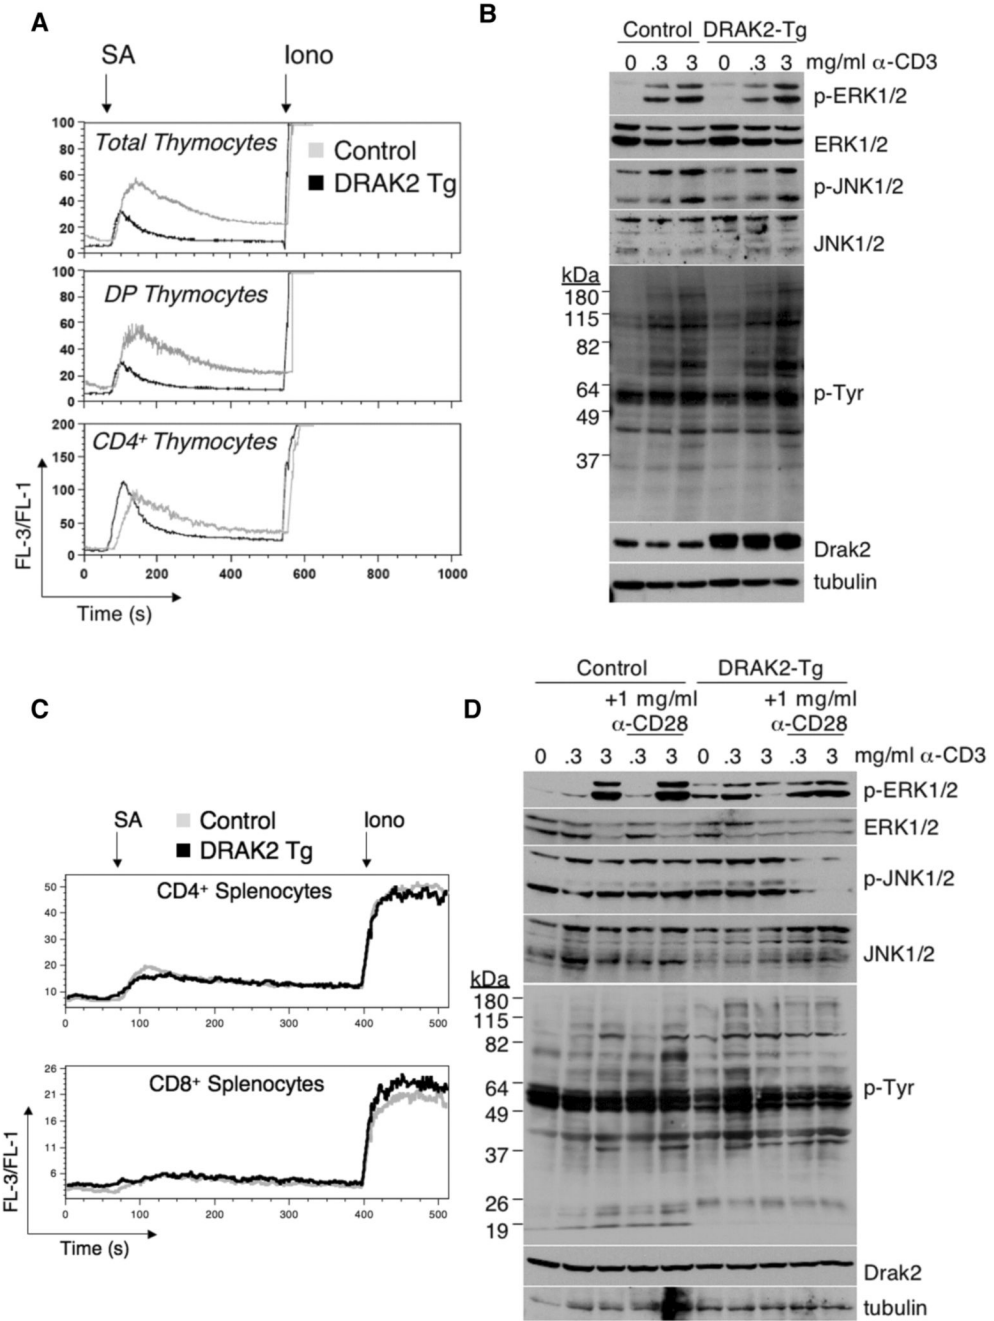 A
SA
Iono
100
80
60
40
20
0
Total Thymocytes
Control
DRAK2 Tg
100
80
60
40
20
0
DP Thymocytes
200
150
100
50
0
CD4+ Thymocytes
0 200 400 600 800 1000
FL-3/FL-1
Time (s)
B
Control DRAK2-Tg
0 .3 3 0 .3 3 mg/ml α-CD3
p-ERK1/2
ERK1/2
p-JNK1/2
JNK1/2
kDa
180
115
82
64
49
37
p-Tyr
Drak2
tubulin
C
SA
Control
DRAK2 Tg
Iono
CD4+ Splenocytes
50
40
30
20
10
0 100 200 300 400 500
CD8+ Splenocytes
26
21
16
11
6
0 100 200 300 400 500
FL-3/FL-1
Time (s)
D
Control DRAK2-Tg
+1 mg/ml +1 mg/ml
α-CD28 α-CD28
0 .3 3 .3 3 0 .3 3 .3 3 mg/ml α-CD3
p-ERK1/2
ERK1/2
p-JNK1/2
JNK1/2
kDa
180
115
82
64
49
37
26
19
p-Tyr
Drak2
tubulin